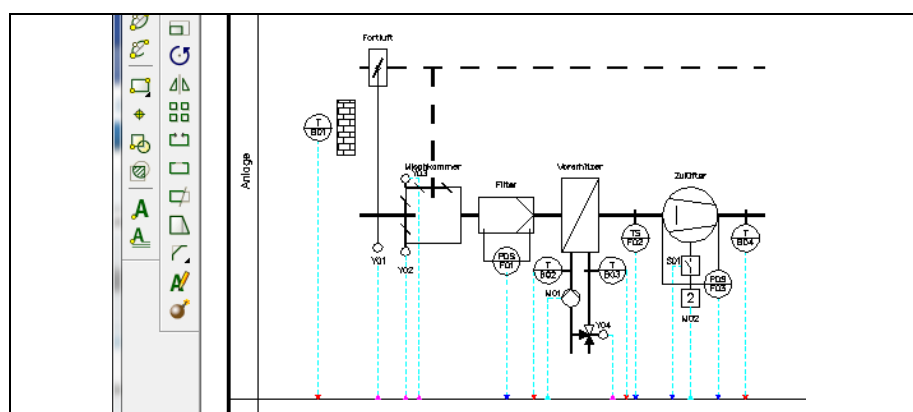 Fortluft
T
B01
Anlage
Mischkammer
Y03
Filter
Vorerhitzer
Zulüfter
TS
F02
T
B04
PDS
F01
T
B02
T
B03
S01
PDS
F03
Y01
Y02
M01
2
M02
Y04
A
A
A